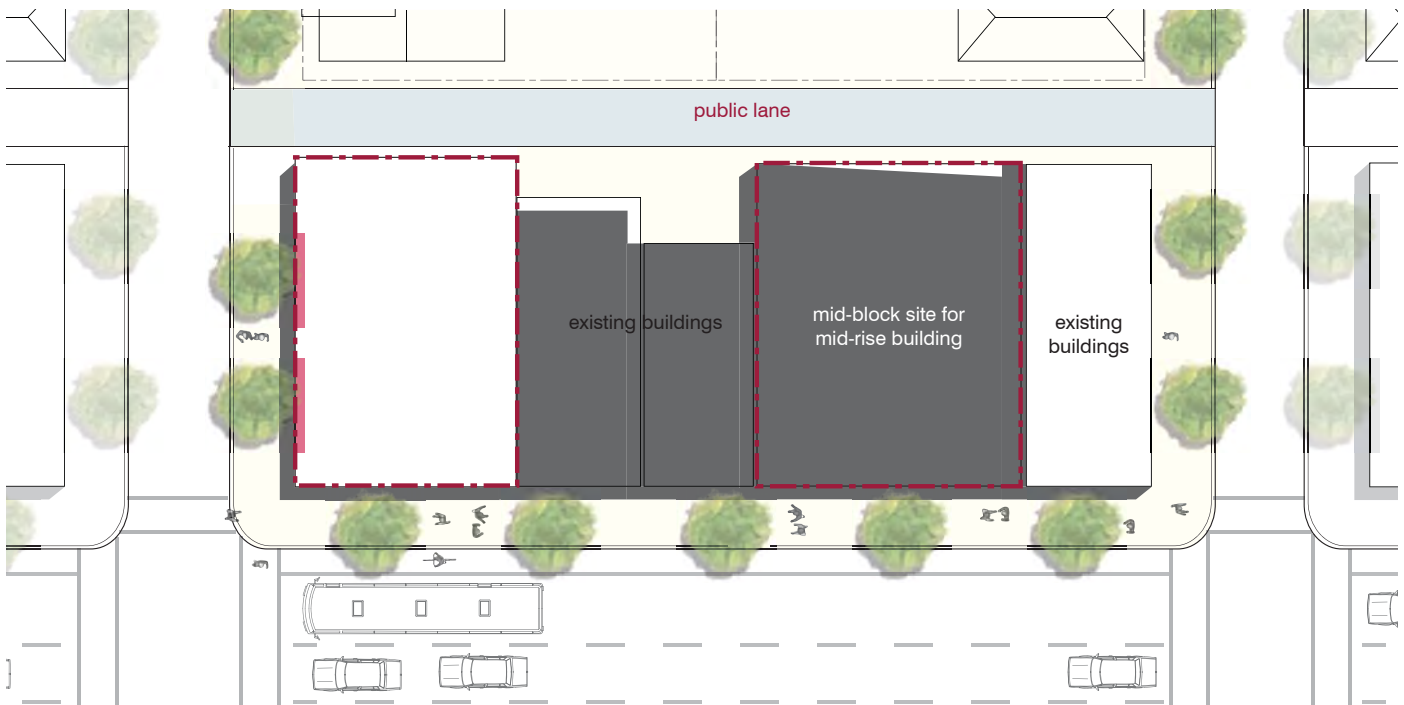 public lane
existing buildings
mid-block site for
mid-rise building
existing
buildings